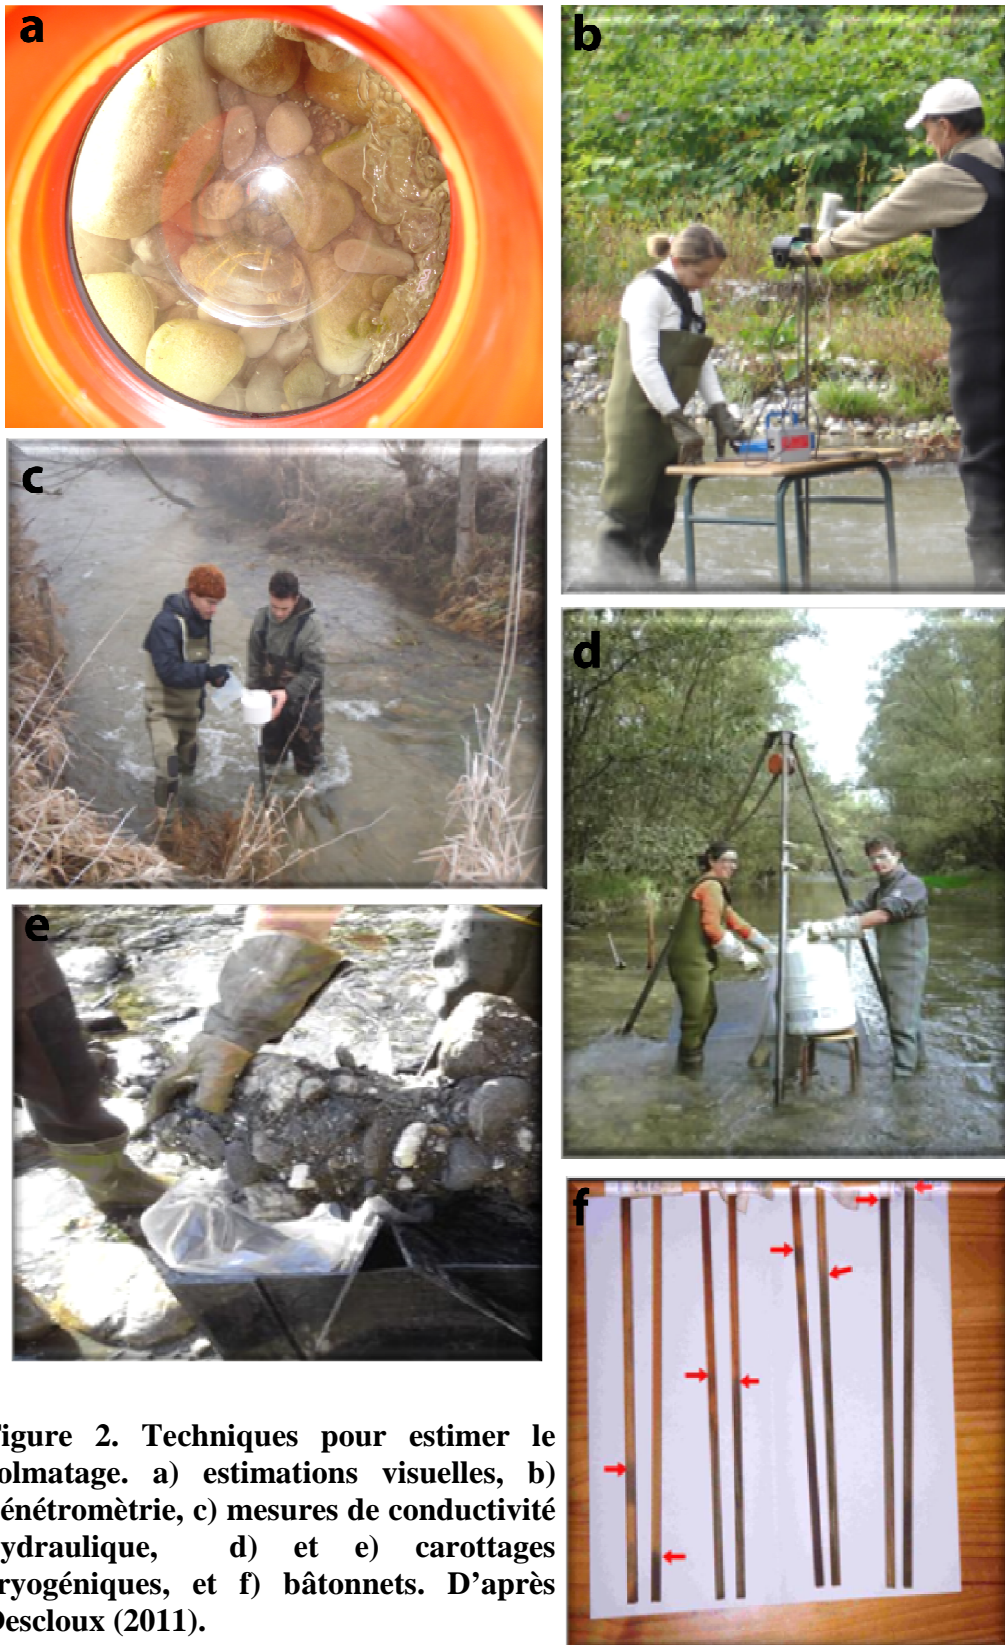 a
b
c
d
e
f
igure 2. Techniques pour estimer le
olmatage. a) estimations visuelles, b)
énétromètrie, c) mesures de conductivité
ydraulique, d) et e) carottages
ryogéniques, et f) bâtonnets. D'après
Descloux (2011).